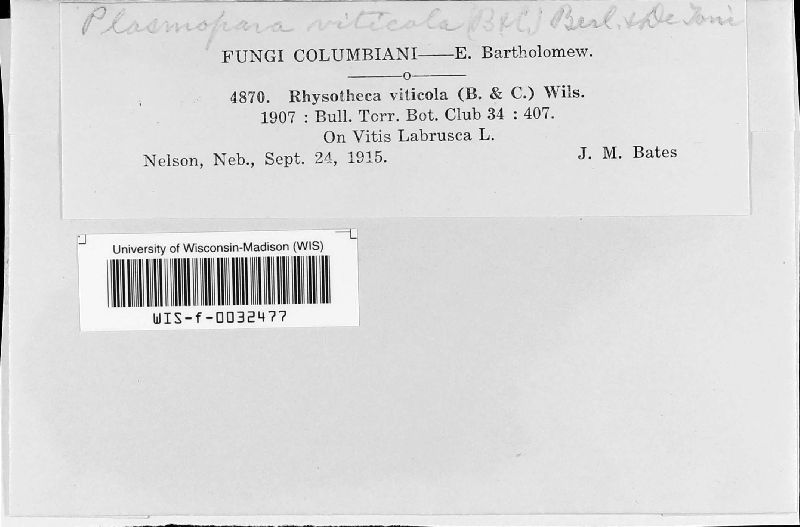 Plasmopara viticola (B&C.) Berl. & De Toni
FUNGI COLUMBIANI——E. Bartholomew.
4870. Rhysotheca viticola (B. & C.) Wils.
1907 : Bull. Torr. Bot. Club 34 : 407.
On Vitis Labrusca L.
Nelson, Neb., Sept. 24, 1915. J. M. Bates
University of Wisconsin-Madison (WIS)
WIS-f-0032477